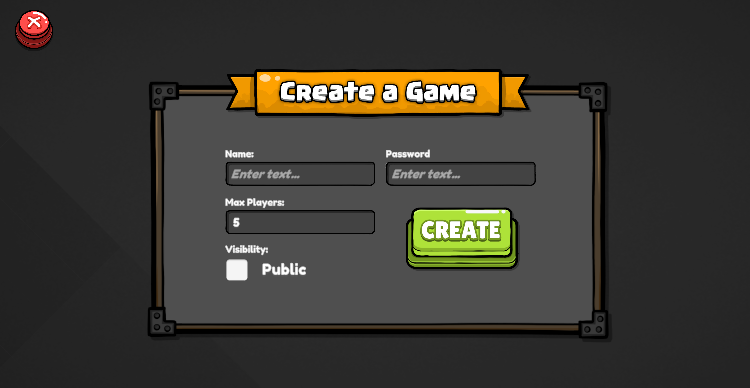 Create a Game
Name:
Password
Enter text...
Enter text...
Max Players:
5
CREATE
Visibility:
Public